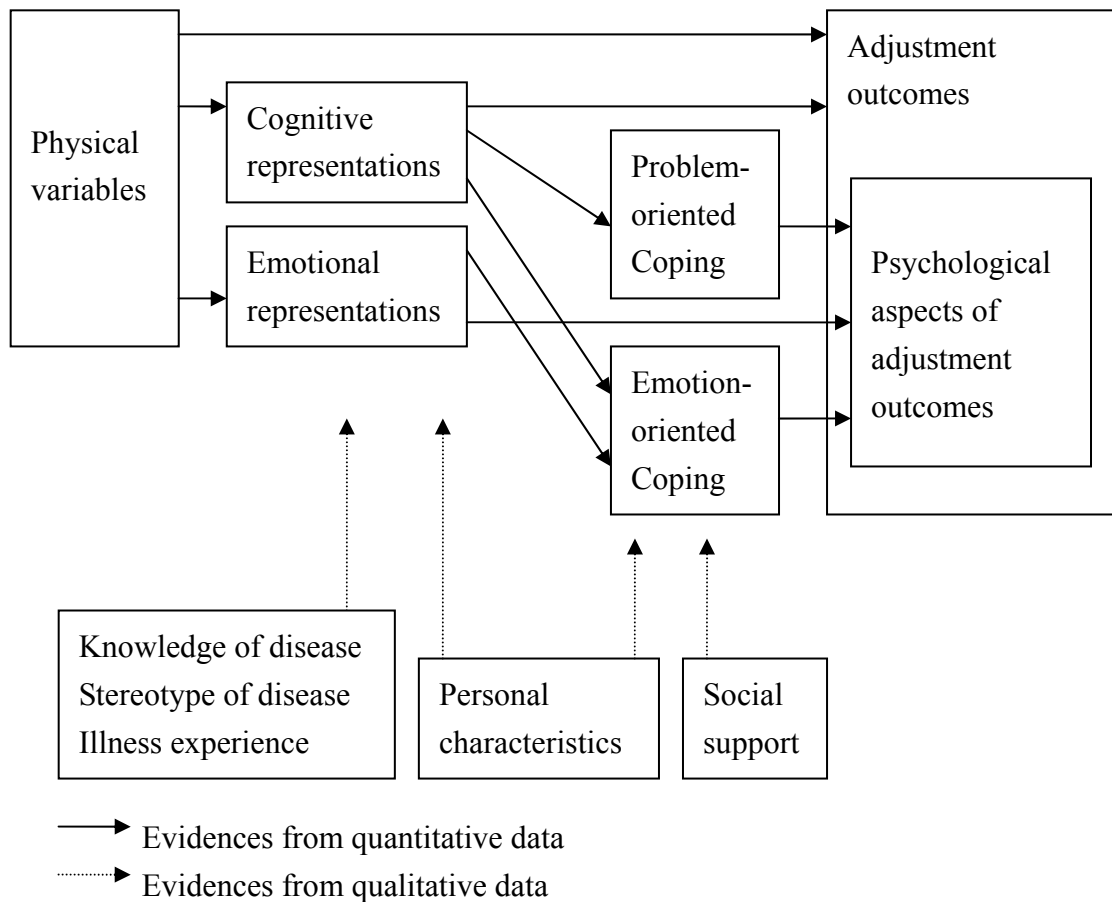 Physical
variables
Cognitive
representations
Emotional
representations
Problem-
oriented
Coping
Emotion-
oriented
Coping
Adjustment
outcomes
Psychological
aspects of
adjustment
outcomes
Knowledge of disease
Stereotype of disease
Illness experience
Personal
characteristics
Social
support
Evidences from quantitative data
Evidences from qualitative data